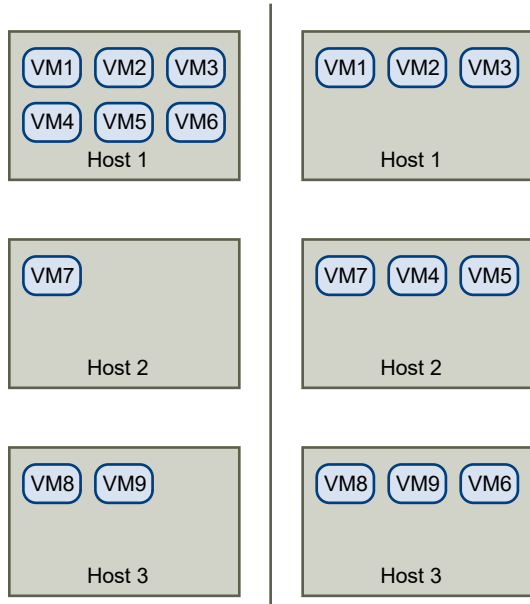 VM1 VM2 VM3
VM4 VM5 VM6
Host 1
VM7
Host 2
VM8 VM9
Host 3
VM1 VM2 VM3
Host 1
VM7 VM4 VM5
Host 2
VM8 VM9 VM6
Host 3